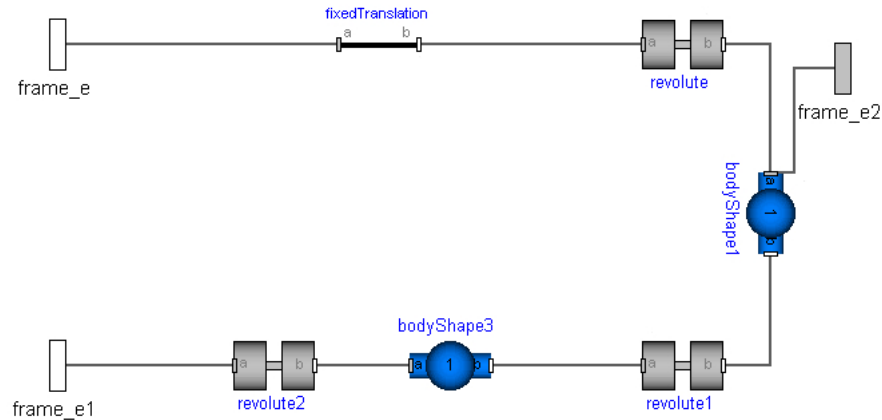 fixedTranslation
a b
a b
frame_e
revolute
frame_e2
a
1
b
bodyShape1
bodyShape3
a b
a 1 b
a b
frame_e1
revolute2
revolute1